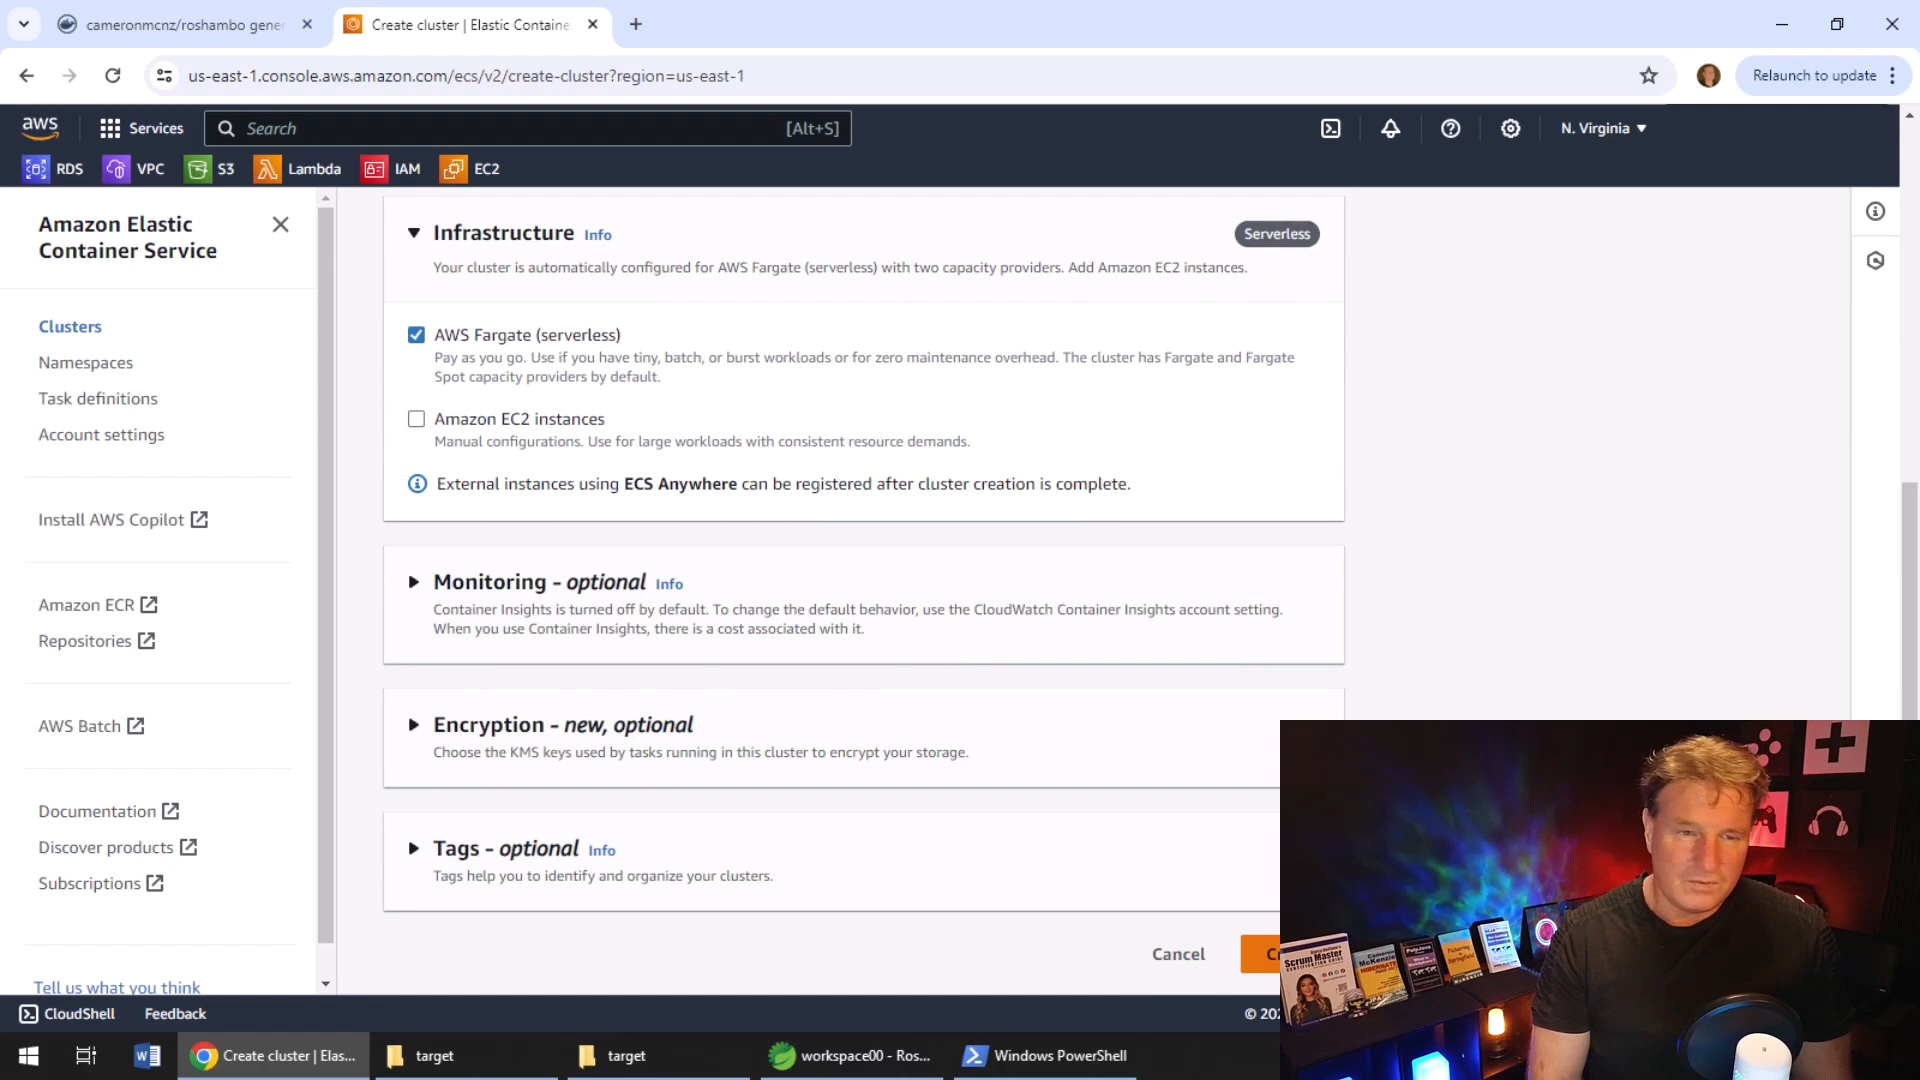 cameronmcnz/roshambo gener
Create cluster | Elastic Containe
us-east-1.console.aws.amazon.com/ecs/v2/create-cluster?region=us-east-1
Relaunch to update
aws
Services
Search
[Alt+S]
N. Virginia
RDS
VPC
S3
Lambda
IAM
EC2
Amazon Elastic
Container Service
Clusters
Namespaces
Task definitions
Account settings
Install AWS Copilot
Amazon ECR
Repositories
AWS Batch
Documentation
Discover products
Subscriptions
Tell us what you think
Infrastructure Info
Serverless
Your cluster is automatically configured for AWS Fargate (serverless) with two capacity providers. Add Amazon EC2 instances.
AWS Fargate (serverless)
Pay as you go. Use if you have tiny, batch, or burst workloads or for zero maintenance overhead. The cluster has Fargate and Fargate
Spot capacity providers by default.
Amazon EC2 instances
Manual configurations. Use for large workloads with consistent resource demands.
External instances using ECS Anywhere can be registered after cluster creation is complete.
Monitoring - optional Info
Container Insights is turned off by default. To change the default behavior, use the CloudWatch Container Insights account setting.
When you use Container Insights, there is a cost associated with it.
Encryption - new, optional
Choose the KMS keys used by tasks running in this cluster to encrypt your storage.
Tags - optional Info
Tags help you to identify and organize your clusters.
Cancel
CloudShell
Feedback
© 202
Scrum Master
Cameron
McKenzie
HIBERNATE
Create cluster | Elas...
target
target
workspace00 - Ros...
Windows PowerShell